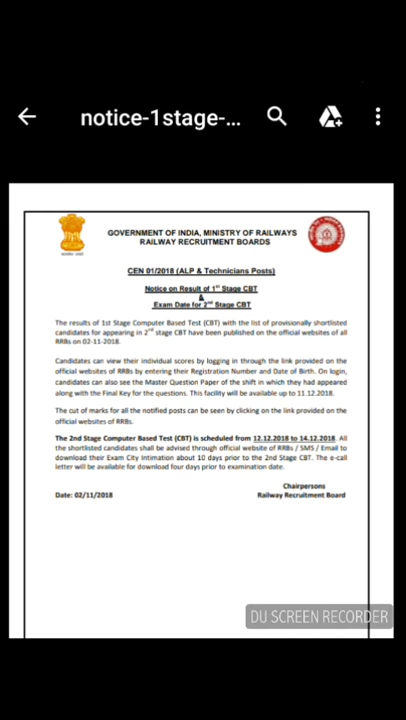 notice-1stage-...
GOVERNMENT OF INDIA, MINISTRY OF RAILWAYS
RAILWAY RECRUITMENT BOARDS
CEN 01/2018 (ALP & Technicians Posts)
Notice on Result of 1st Stage CBT
&
Exam Date for 2nd Stage CBT
The results of 1st Stage Computer Based Test (CBT) with the list of provisionally shortlisted
candidates for appearing in 2nd stage CBT have been published on the official websites of all
RRBs on 02-11-2018.
Candidates can view their individual scores by logging in through the link provided on the
official websites of RRBs by entering their Registration Number and Date of Birth. On login,
candidates can also see the Master Question Paper of the shift in which they had appeared
along with the Final Key for the questions. This facility will be available up to 11.12.2018.
The cut of marks for all the notified posts can be seen by clicking on the link provided on the
official websites of RRBs.
The 2nd Stage Computer Based Test (CBT) is scheduled from 12.12.2018 to 14.12.2018. All
the shortlisted candidates shall be advised through official website of RRBs / SMS / Email to
download their Exam City Intimation about 10 days prior to the 2nd Stage CBT. The e-call
letter will be available for download four days prior to examination date.
Chairpersons
Date: 02/11/2018 Railway Recruitment Board
DU SCREEN RECORDER